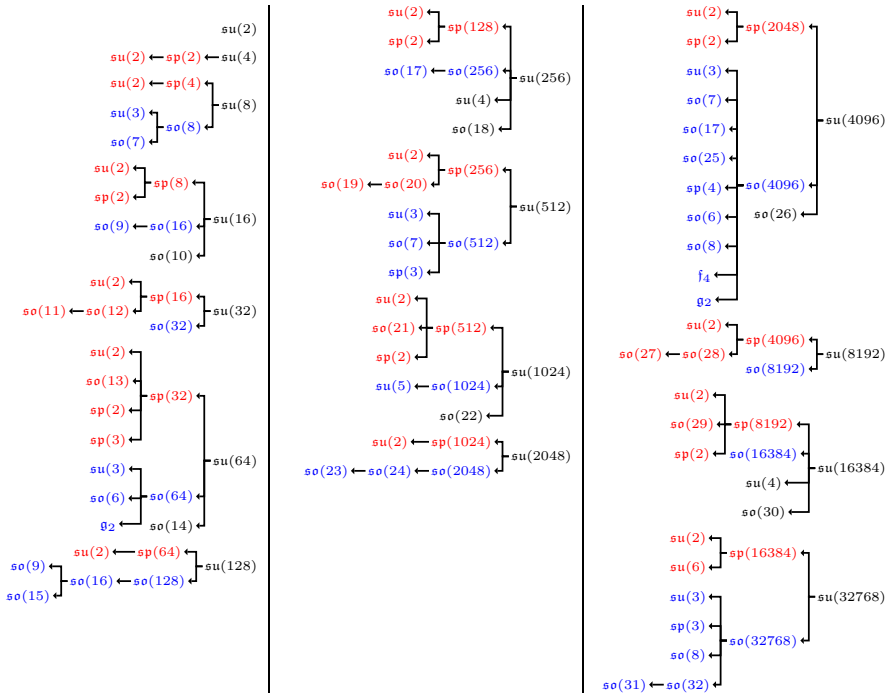 𝔰𝔲(2)
𝔰𝔲(2) 𝔰𝔭(2) 𝔰𝔲(4)
𝔰𝔲(2) 𝔰𝔭(4)
𝔰𝔲(8)
𝔰𝔲(3)
𝔰𝔬(8)
𝔰𝔬(7)
𝔰𝔲(2)
𝔰𝔭(8)
𝔰𝔭(2)
𝔰𝔲(16)
𝔰𝔬(9) 𝔰𝔬(16)
𝔰𝔬(10)
𝔰𝔲(2)
𝔰𝔭(16)
𝔰𝔬(11) 𝔰𝔬(12)
𝔰𝔲(32)
𝔰𝔬(32)
𝔰𝔲(2)
𝔰𝔬(13)
𝔰𝔭(32)
𝔰𝔭(2)
𝔰𝔭(3)
𝔰𝔲(64)
𝔰𝔲(3)
𝔰𝔬(6) 𝔰𝔬(64)
𝔤₂ 𝔰𝔬(14)
𝔰𝔲(2) 𝔰𝔭(64)
𝔰𝔬(9)
𝔰𝔲(128)
𝔰𝔬(16) 𝔰𝔬(128)
𝔰𝔬(15)
𝔰𝔲(2)
𝔰𝔭(128)
𝔰𝔭(2)
𝔰𝔬(17) 𝔰𝔬(256)
𝔰𝔲(256)
𝔰𝔲(4)
𝔰𝔬(18)
𝔰𝔲(2)
𝔰𝔭(256)
𝔰𝔬(19) 𝔰𝔬(20)
𝔰𝔲(512)
𝔰𝔲(3)
𝔰𝔬(7) 𝔰𝔬(512)
𝔰𝔭(3)
𝔰𝔲(2)
𝔰𝔬(21) 𝔰𝔭(512)
𝔰𝔭(2)
𝔰𝔲(1024)
𝔰𝔲(5) 𝔰𝔬(1024)
𝔰𝔬(22)
𝔰𝔲(2) 𝔰𝔭(1024)
𝔰𝔲(2048)
𝔰𝔬(23) 𝔰𝔬(24) 𝔰𝔬(2048)
𝔰𝔲(2)
𝔰𝔭(2048)
𝔰𝔭(2)
𝔰𝔲(3)
𝔰𝔬(7)
𝔰𝔲(4096)
𝔰𝔬(17)
𝔰𝔬(25)
𝔰𝔭(4) 𝔰𝔬(4096)
𝔰𝔬(6) 𝔰𝔬(26)
𝔰𝔬(8)
𝔣₄
𝔤₂
𝔰𝔲(2)
𝔰𝔭(4096)
𝔰𝔬(27) 𝔰𝔬(28)
𝔰𝔲(8192)
𝔰𝔬(8192)
𝔰𝔲(2)
𝔰𝔬(29) 𝔰𝔭(8192)
𝔰𝔭(2) 𝔰𝔬(16384)
𝔰𝔲(16384)
𝔰𝔲(4)
𝔰𝔬(30)
𝔰𝔲(2)
𝔰𝔭(16384)
𝔰𝔲(6)
𝔰𝔲(3)
𝔰𝔲(32768)
𝔰𝔭(3)
𝔰𝔬(32768)
𝔰𝔬(8)
𝔰𝔬(31) 𝔰𝔬(32)